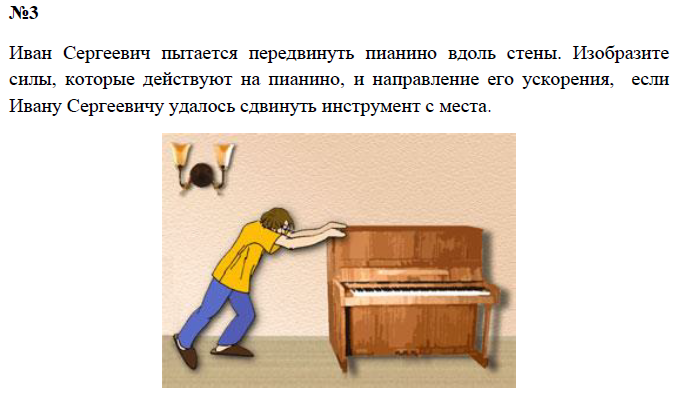 №3
Иван Сергеевич пытается передвинуть пианино вдоль стены. Изобразите
силы, которые действуют на пианино, и направление его ускорения, если
Ивану Сергеевичу удалось сдвинуть инструмент с места.